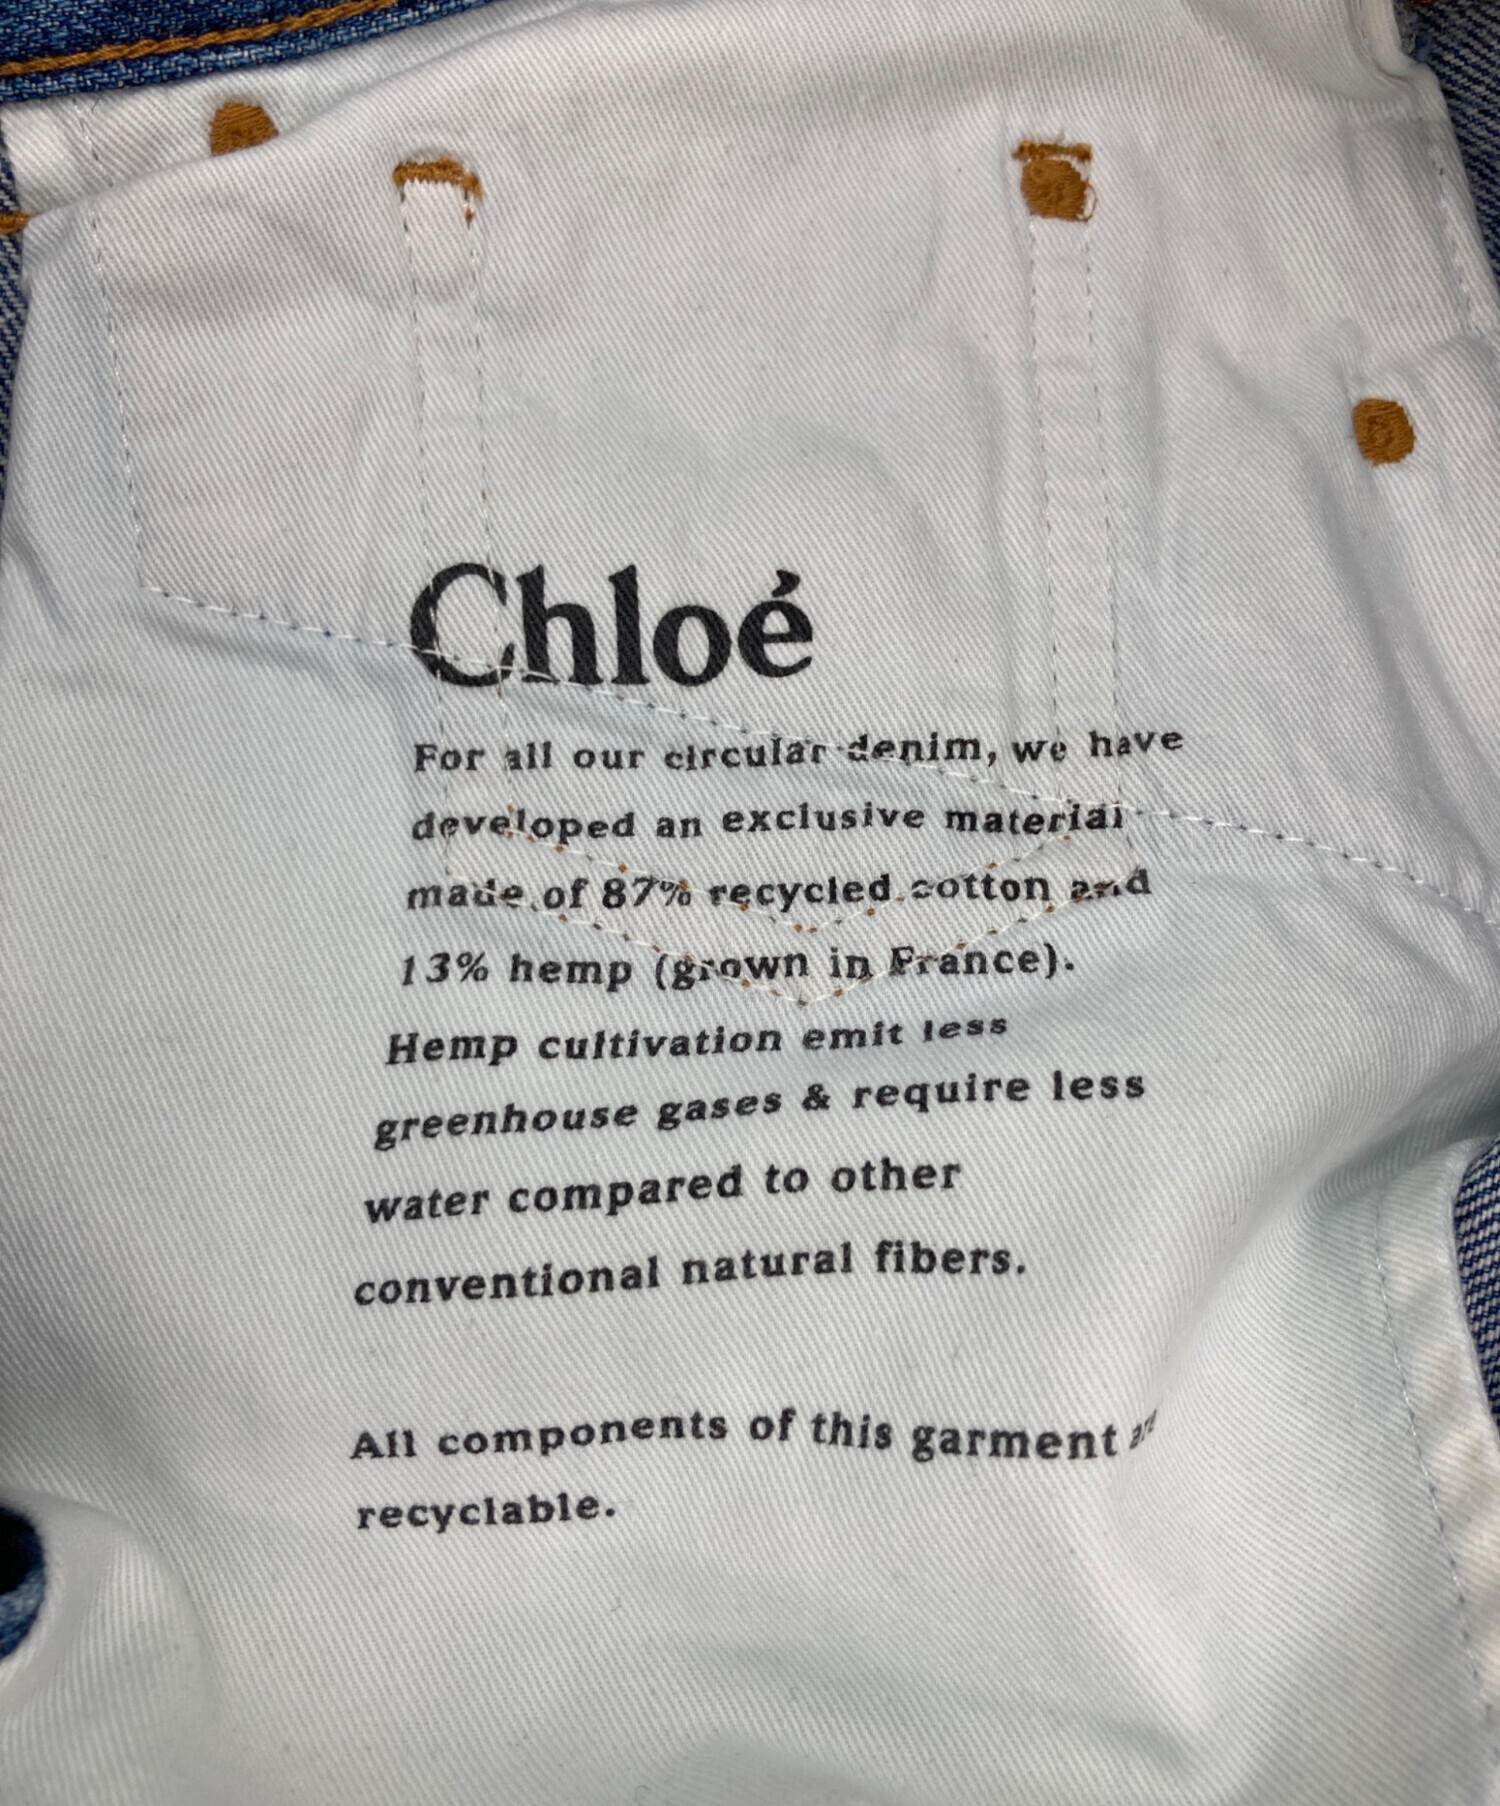 Chloé
For all our circular denim, we have
developed an exclusive material
made of 87% recycled cotton and
13% hemp (grown in France).
Hemp cultivation emit less
greenhouse gases & require less
water compared to other
conventional natural fibers.
All components of this garment are
recyclable.